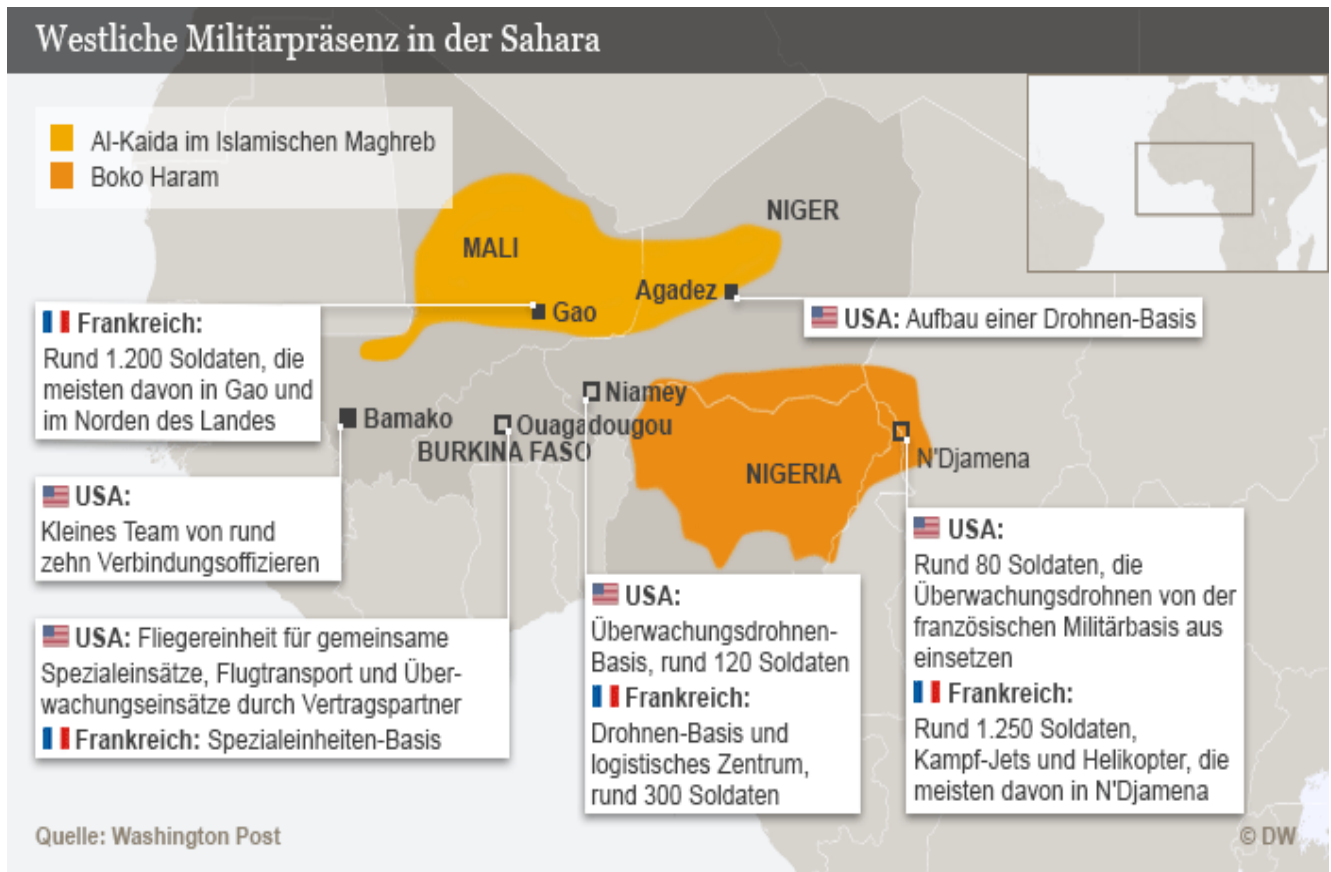 Westliche Militärpräsenz in der Sahara
Al-Kaida im Islamischen Maghreb
Boko Haram
NIGER
MALI
Agadez
Gao
USA: Aufbau einer Drohnen-Basis
Frankreich:
Rund 1.200 Soldaten, die
meisten davon in Gao und
im Norden des Landes
Niamey
Bamako
Ouagadougou
BURKINA FASO
NIGERIA
N'Djamena
USA:
Kleines Team von rund
zehn Verbindungsoffizieren
USA: Fliegereinheit für gemeinsame
Spezialeinsätze, Flugtransport und Über-
wachungseinsätze durch Vertragspartner
Frankreich: Spezialeinheiten-Basis
USA:
Überwachungsdrohnen-
Basis, rund 120 Soldaten
Frankreich:
Drohnen-Basis und
logistisches Zentrum,
rund 300 Soldaten
USA:
Rund 80 Soldaten, die
Überwachungsdrohnen von der
französischen Militärbasis aus
einsetzen
Frankreich:
Rund 1.250 Soldaten,
Kampf-Jets und Helikopter, die
meisten davon in N'Djamena
Quelle: Washington Post
© DW